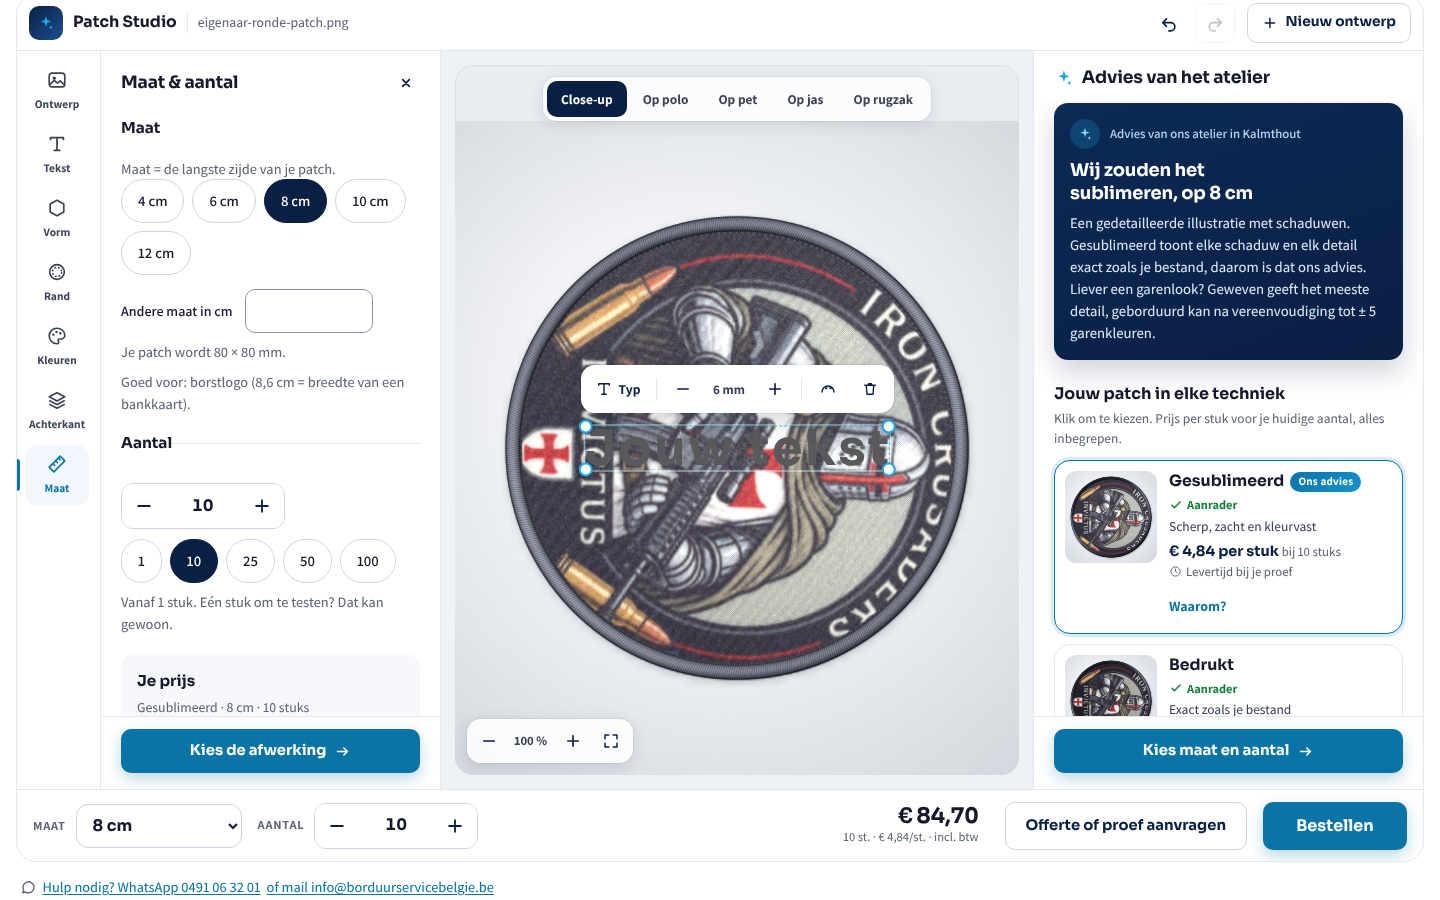 Patch Studio
eigenaar-ronde-patch.png
Nieuw ontwerp
Ontwerp
Tekst
Vorm
Rand
Kleuren
Achterkant
Maat
Maat & aantal
Maat
Maat = de langste zijde van je patch.
4 cm
6 cm
8 cm
10 cm
12 cm
Andere maat in cm
Je patch wordt 80 × 80 mm.
Goed voor: borstlogo (8,6 cm = breedte van een
bankkaart).
Aantal
10
1
10
25
50
100
Vanaf 1 stuk. Eén stuk om te testen? Dat kan
gewoon.
Je prijs
Gesublimeerd · 8 cm · 10 stuks
Kies de afwerking →
Close-up
Op polo
Op pet
Op jas
Op rugzak
IRON CRUSADERS
Typ
6 mm
Jouw tekst
100 %
Advies van het atelier
Advies van ons atelier in Kalmthout
Wij zouden het
sublimeren, op 8 cm
Een gedetailleerde illustratie met schaduwen.
Gesublimeerd toont elke schaduw en elk detail
exact zoals je bestand, daarom is dat ons advies.
Liever een garenlook? Geweven geeft het meeste
detail, geborduurd kan na vereenvoudiging tot ± 5
garenkleuren.
Jouw patch in elke techniek
Klik om te kiezen. Prijs per stuk voor je huidige aantal, alles
inbegrepen.
Gesublimeerd
Ons advies
Aanrader
Scherp, zacht en kleurvast
€ 4,84 per stuk bij 10 stuks
Levertijd bij je proef
Waarom?
Bedrukt
Aanrader
Exact zoals je bestand
Kies maat en aantal →
MAAT
8 cm
AANTAL
10
€ 84,70
10 st. · € 4,84/st. · incl. btw
Offerte of proef aanvragen
Bestellen
Hulp nodig? WhatsApp 0491 06 32 01 of mail info@borduurservicebelgie.be